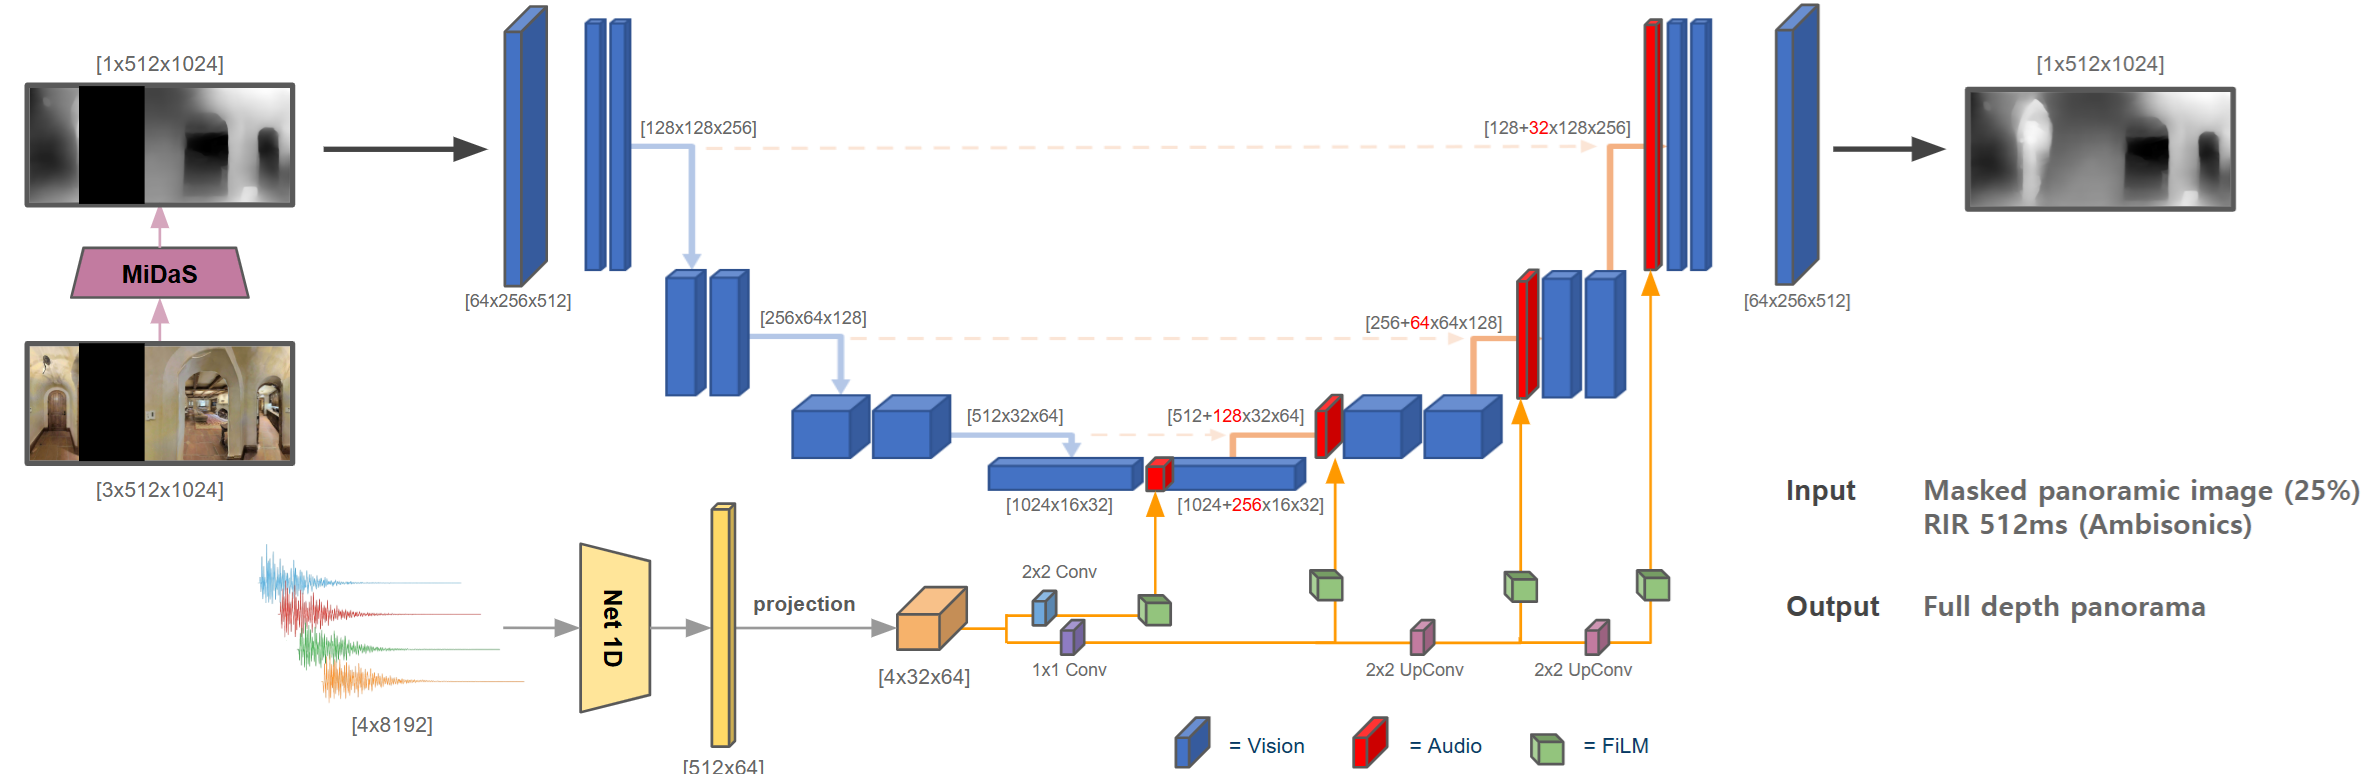 [1x512x1024]
MiDaS
[3x512x1024]
[64x256x512]
[128x128x256]
[256x64x128]
[512x32x64]
[1024x16x32]
[1024+256x16x32]
[512+128x32x64]
[256+64x64x128]
[128+32x128x256]
[64x256x512]
[1x512x1024]
[4x8192]
Net 1D
[512x64]
projection
[4x32x64]
2x2 Conv
1x1 Conv
2x2 UpConv
2x2 UpConv
= Vision
= Audio
= FiLM
Input Masked panoramic image (25%)
RIR 512ms (Ambisonics)
Output Full depth panorama